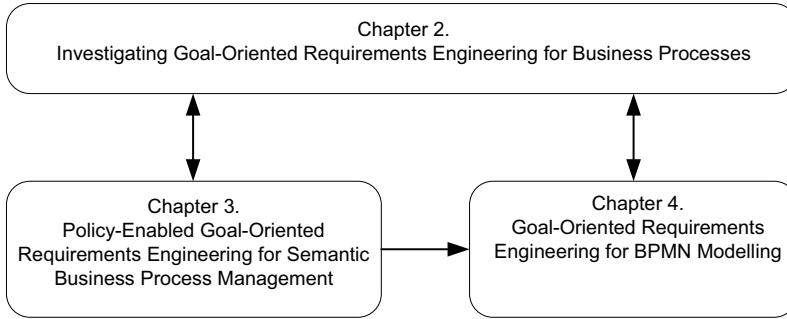 Chapter 2.
Investigating Goal-Oriented Requirements Engineering for Business Processes
Chapter 3.
Policy-Enabled Goal-Oriented
Requirements Engineering for Semantic
Business Process Management
Chapter 4.
Goal-Oriented Requirements
Engineering for BPMN Modelling